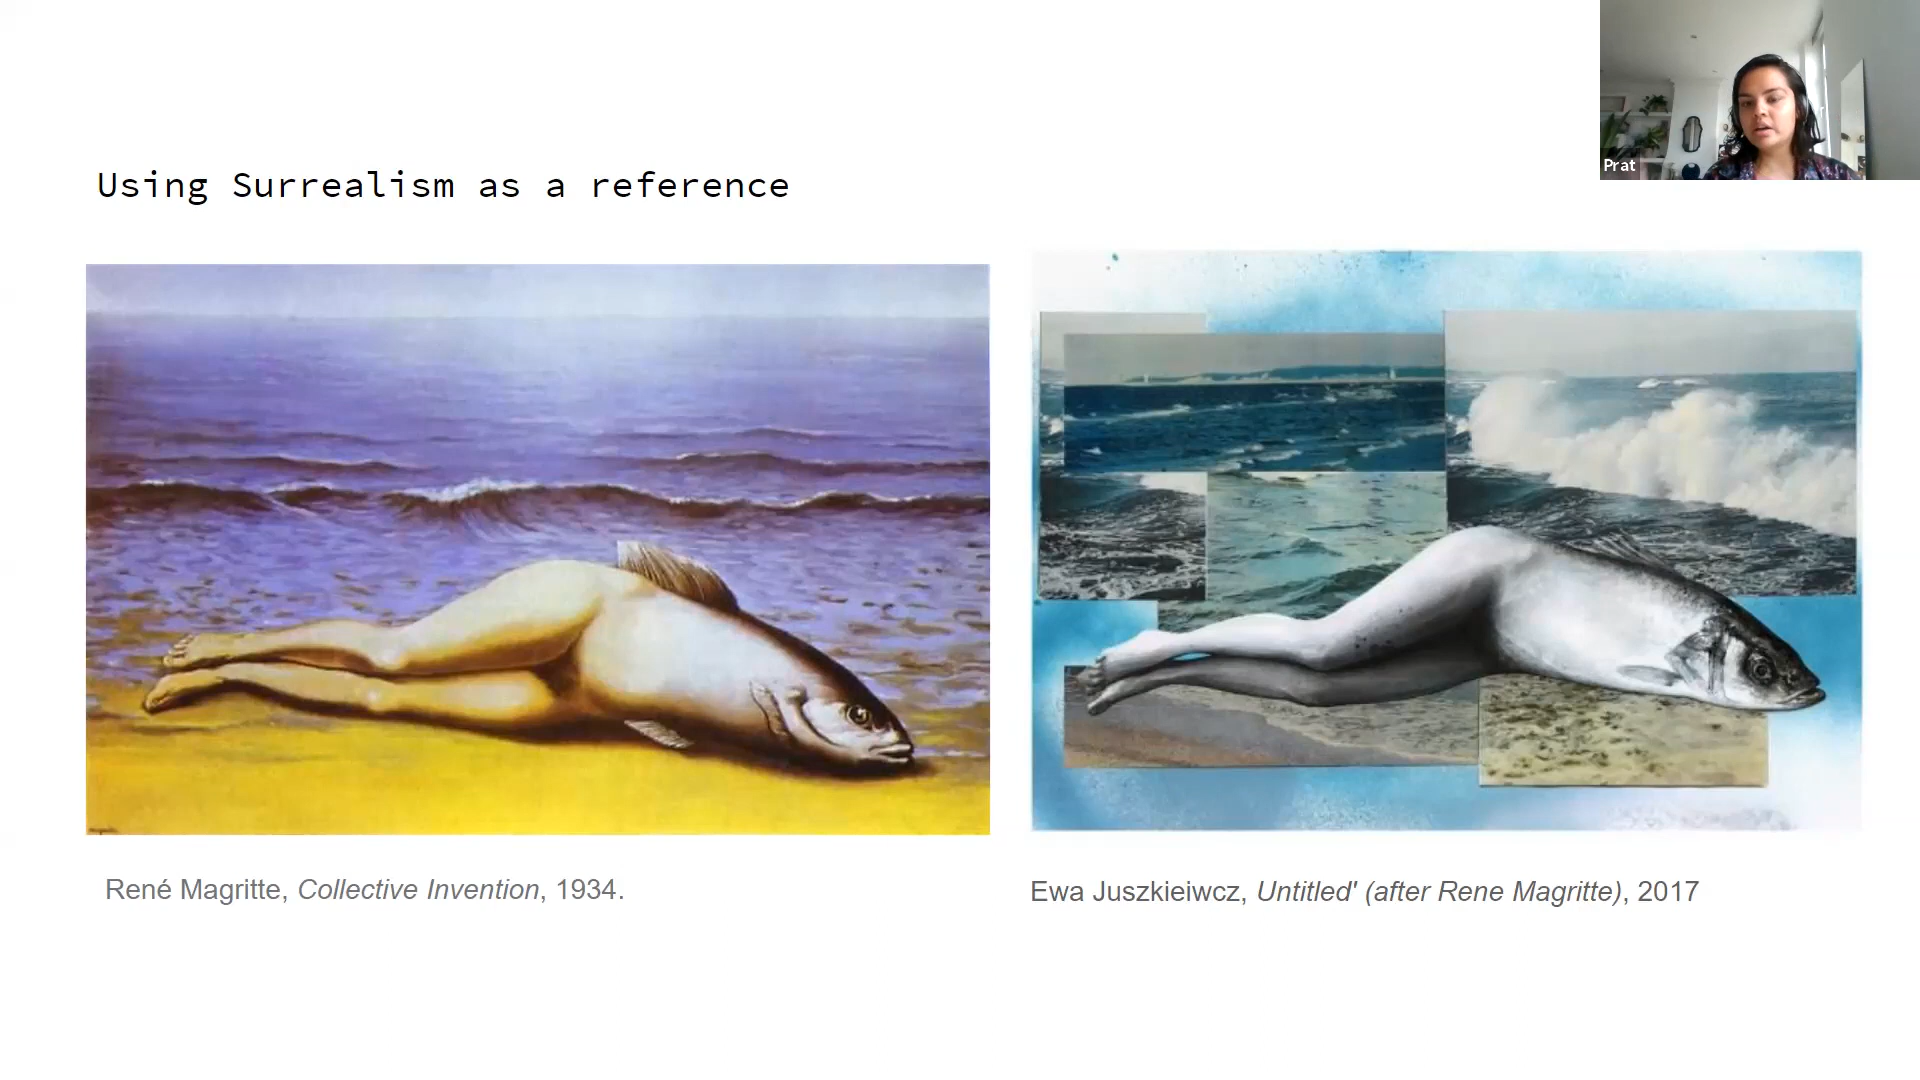 Prat
Using Surrealism as a reference
René Magritte, Collective Invention, 1934.
Ewa Juszkieiwcz, Untitled' (after Rene Magritte), 2017